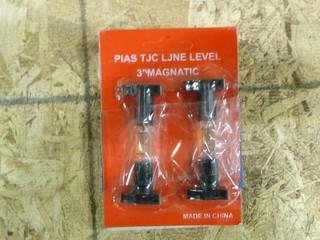 PIAS TJC LJNE LEVEL
3"MAGNATIC
MADE IN CHINA